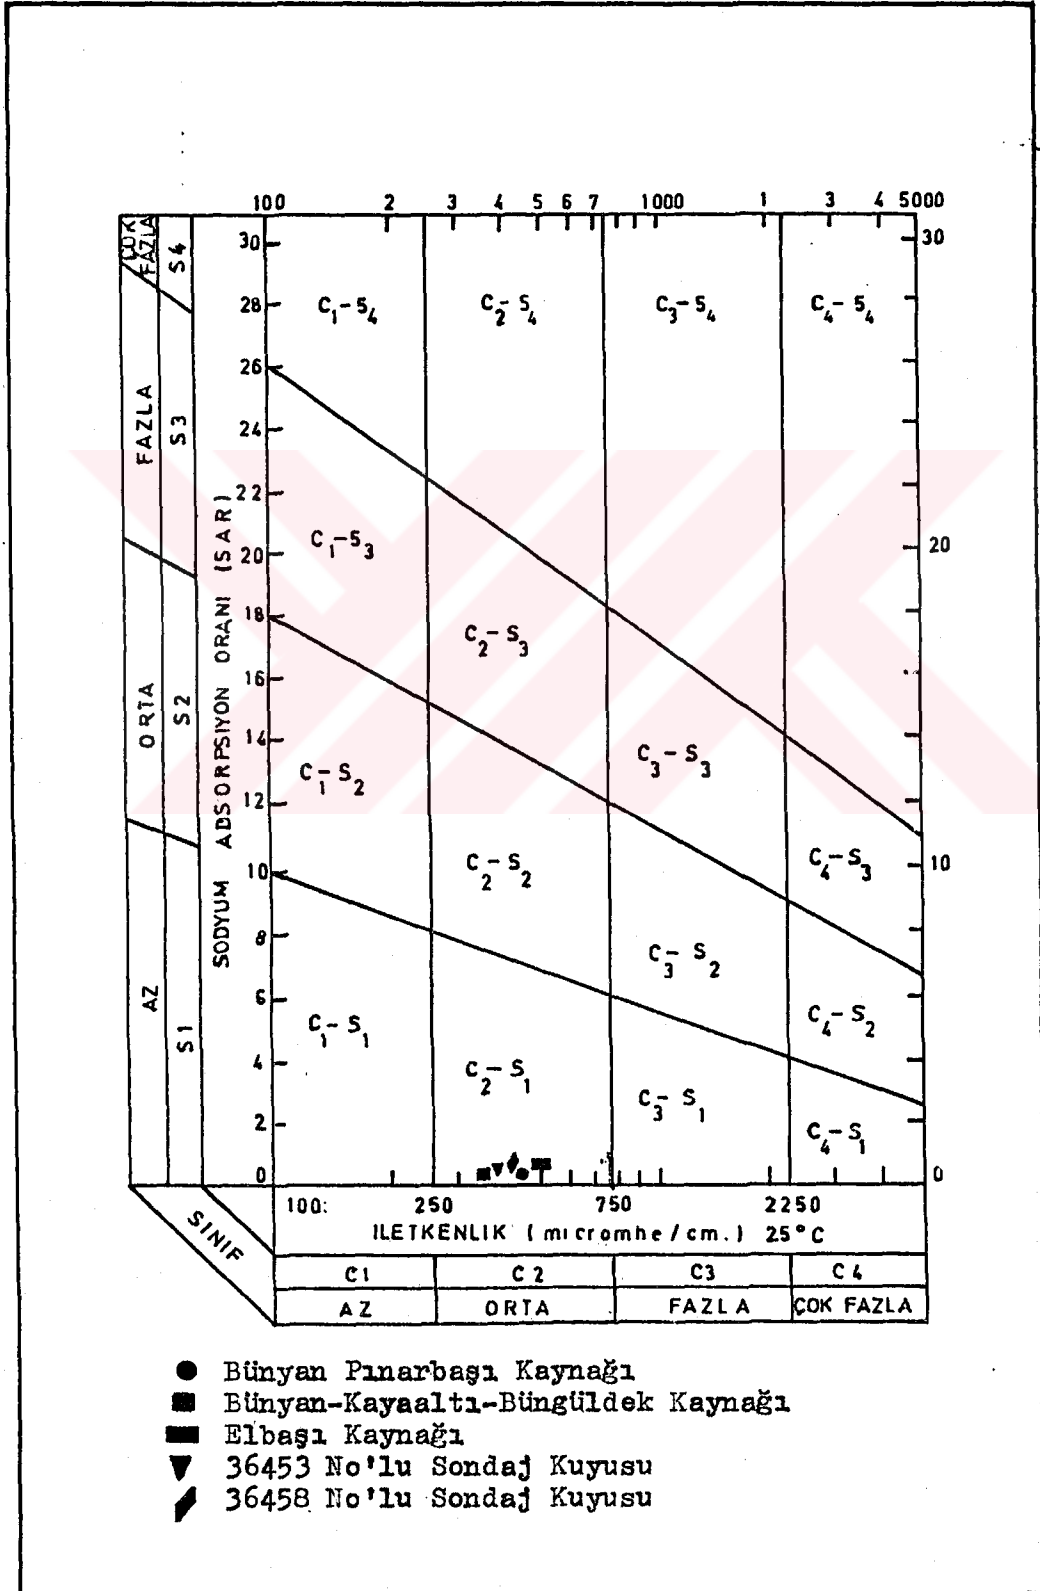 100 2 3 4 5 6 7 1000 1 3 4 5000
ÇOK FAZLA
S4
FAZLA
S3
ORTA
S2
AZ
S1
SODYUM ADSORPSIYON ORANI (SAR)
30
28
26
24
22
20
18
16
14
12
10
8
6
4
2
0
30
20
10
0
C1-S4 C2-S4 C3-S4 C4-S4
C1-S3
C2-S3
C3-S3
C1-S2
C2-S2
C4-S3
C3-S2
C4-S2
C1-S1
C2-S1
C3-S1
C4-S1
100: 250 750 2250
ILETKENLIK (micromhe/cm.) 25°C
SINIF
C1 C2 C3 C4
AZ ORTA FAZLA ÇOK FAZLA
Bünyan Pınarbaşı Kaynağı
Bünyan-Kayaaltı-Büngüldek Kaynağı
Elbaşı Kaynağı
36453 No'lu Sondaj Kuyusu
36458 No'lu Sondaj Kuyusu